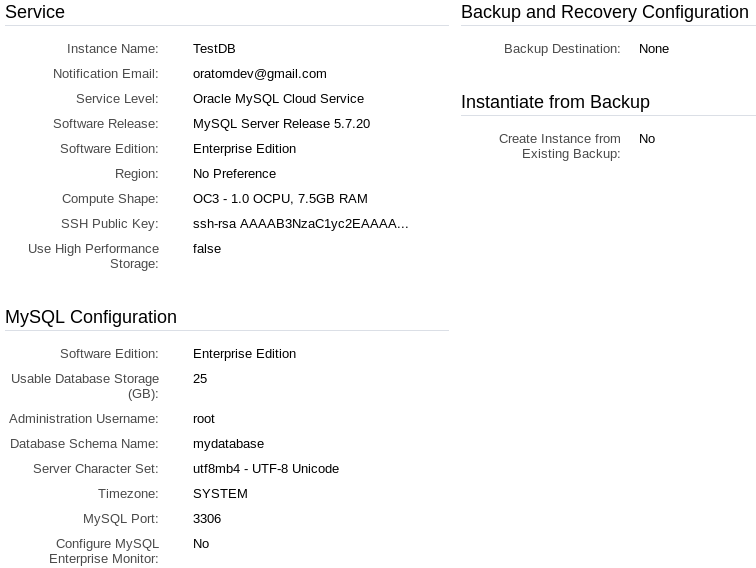 Service
Instance Name: TestDB
Notification Email: oratomdev@gmail.com
Service Level: Oracle MySQL Cloud Service
Software Release: MySQL Server Release 5.7.20
Software Edition: Enterprise Edition
Region: No Preference
Compute Shape: OC3 - 1.0 OCPU, 7.5GB RAM
SSH Public Key: ssh-rsa AAAAB3NzaC1yc2EAAAA...
Use High Performance false
Storage:
MySQL Configuration
Software Edition: Enterprise Edition
Usable Database Storage 25
(GB):
Administration Username: root
Database Schema Name: mydatabase
Server Character Set: utf8mb4 - UTF-8 Unicode
Timezone: SYSTEM
MySQL Port: 3306
Configure MySQL No
Enterprise Monitor:
Backup and Recovery Configuration
Backup Destination: None
Instantiate from Backup
Create Instance from No
Existing Backup: